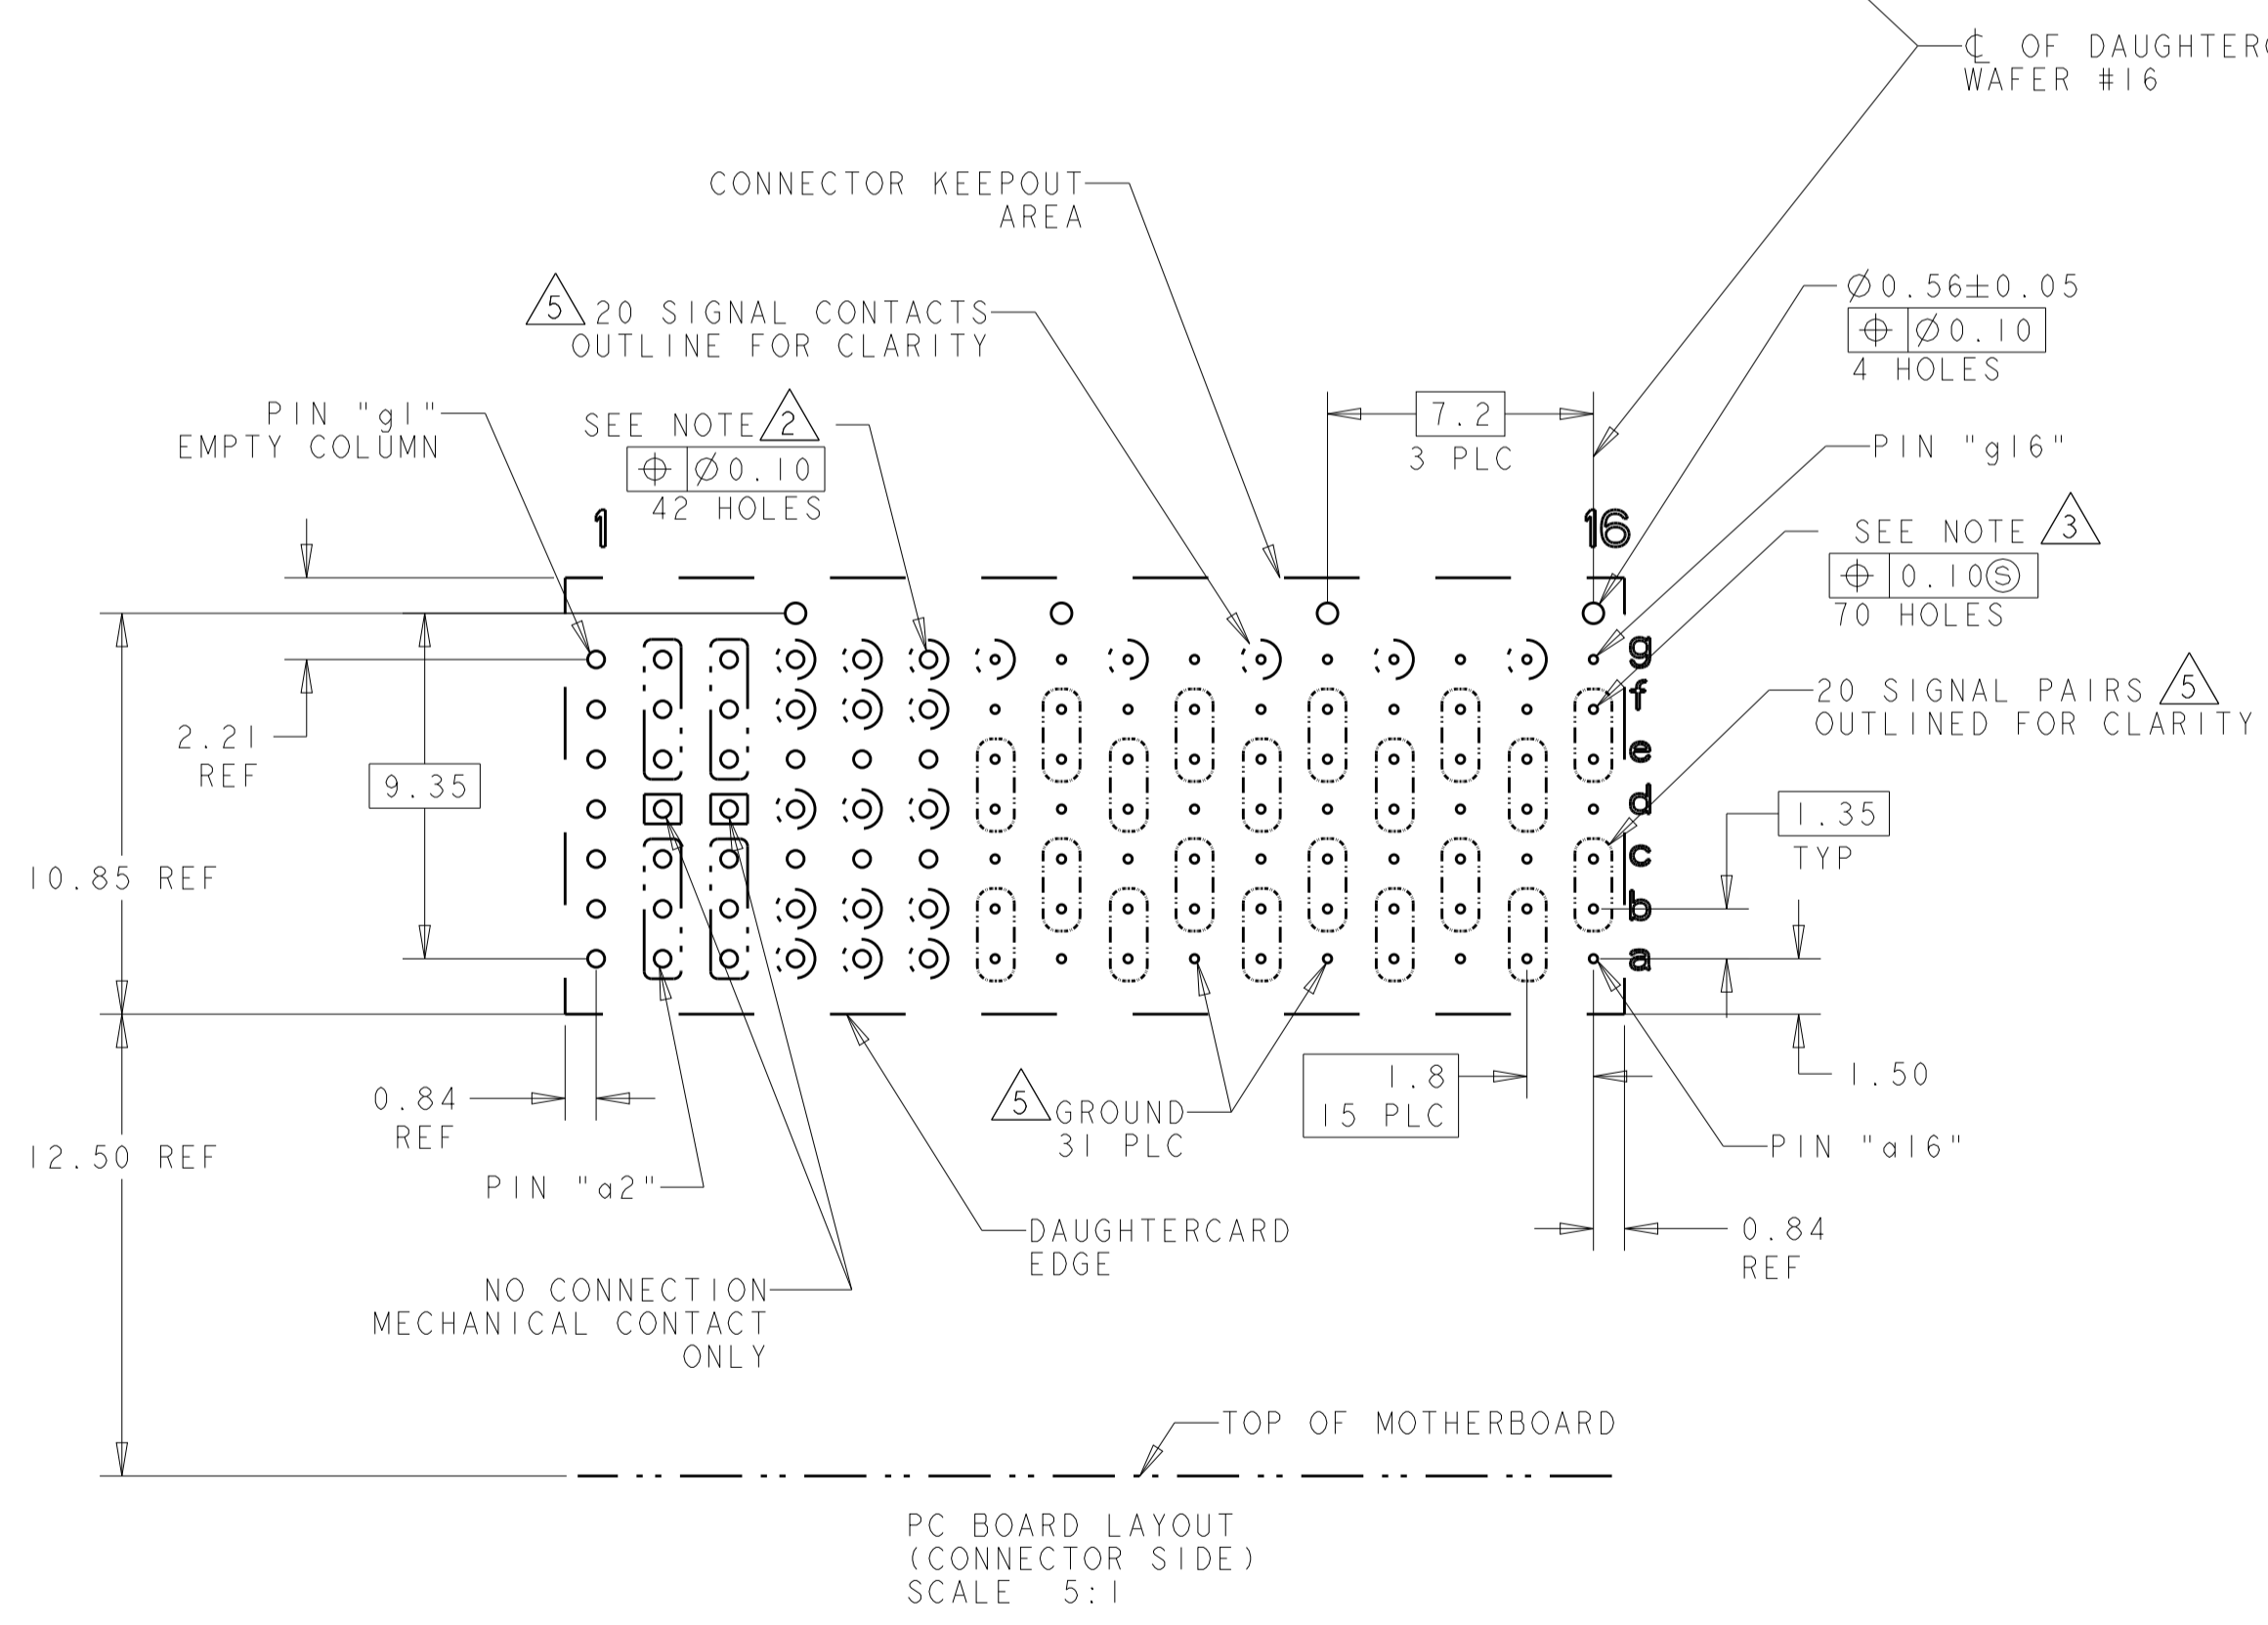 ℄ OF DAUGHTERC
WAFER #16
CONNECTOR KEEPOUT
AREA
5 20 SIGNAL CONTACTS
OUTLINE FOR CLARITY
Ø0.56±0.05
⌖ Ø0.10
4 HOLES
PIN "g1"
EMPTY COLUMN
SEE NOTE 2
⌖ Ø0.10
42 HOLES
7.2
3 PLC
PIN "g16"
SEE NOTE 3
⌖ 0.10Ⓢ
70 HOLES
1
16
20 SIGNAL PAIRS 5
OUTLINED FOR CLARITY
g
f
e
d
c
b
a
2.21
REF
9.35
10.85 REF
1.35
TYP
0.84
REF
12.50 REF
PIN "a2"
5 GROUND
31 PLC
1.8
15 PLC
1.50
PIN "a16"
0.84
REF
DAUGHTERCARD
EDGE
NO CONNECTION
MECHANICAL CONTACT
ONLY
TOP OF MOTHERBOARD
PC BOARD LAYOUT
(CONNECTOR SIDE)
SCALE 5:1